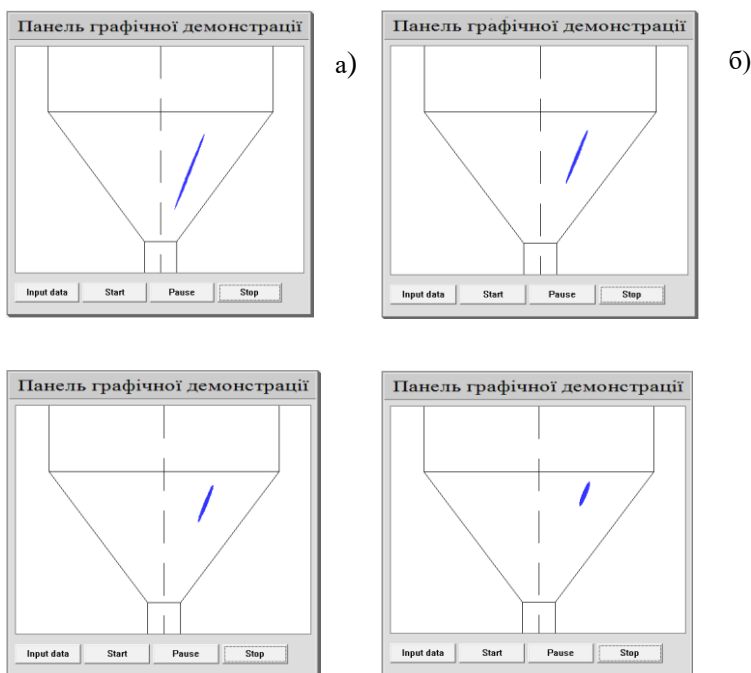 Панель графічної демонстрації
а)
Input data Start Pause Stop
Панель графічної демонстрації
б)
Input data Start Pause Stop
Панель графічної демонстрації
Input data Start Pause Stop
Панель графічної демонстрації
Input data Start Pause Stop